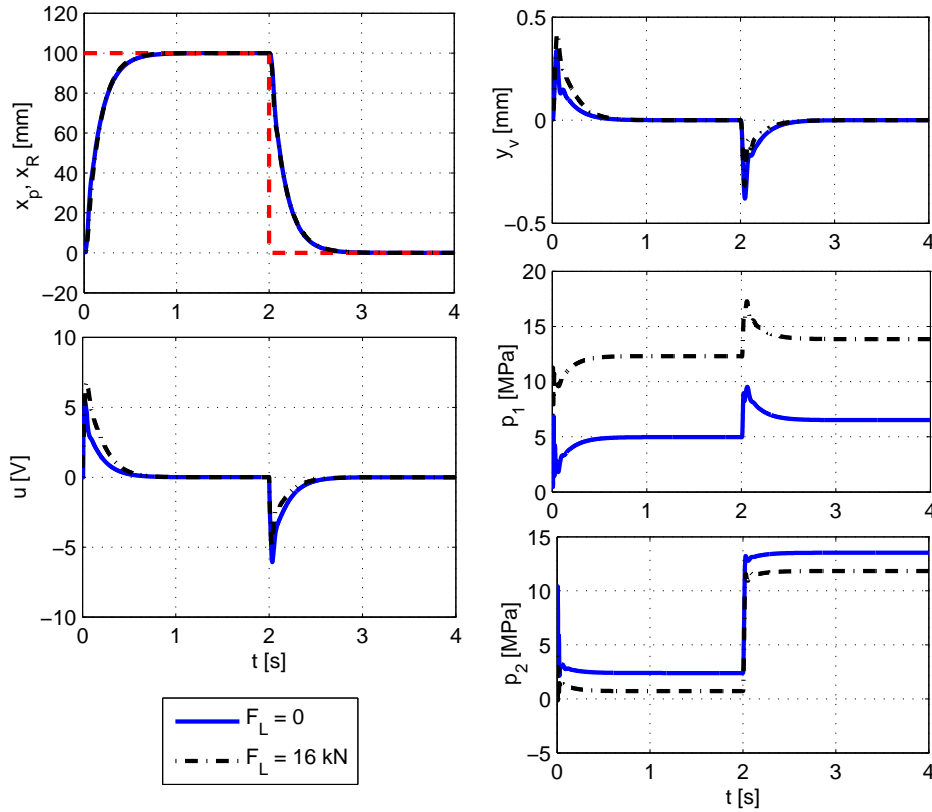 120
100
80
60
40
20
0
−20
x_p, x_R [mm]
0 1 2 3 4
10
5
0
−5
−10
u [V]
0 1 2 3 4
t [s]
F_L = 0
F_L = 16 kN
0.5
0
−0.5
y_v [mm]
0 1 2 3 4
20
15
10
5
0
p_1 [MPa]
0 1 2 3 4
15
10
5
0
−5
p_2 [MPa]
0 1 2 3 4
t [s]